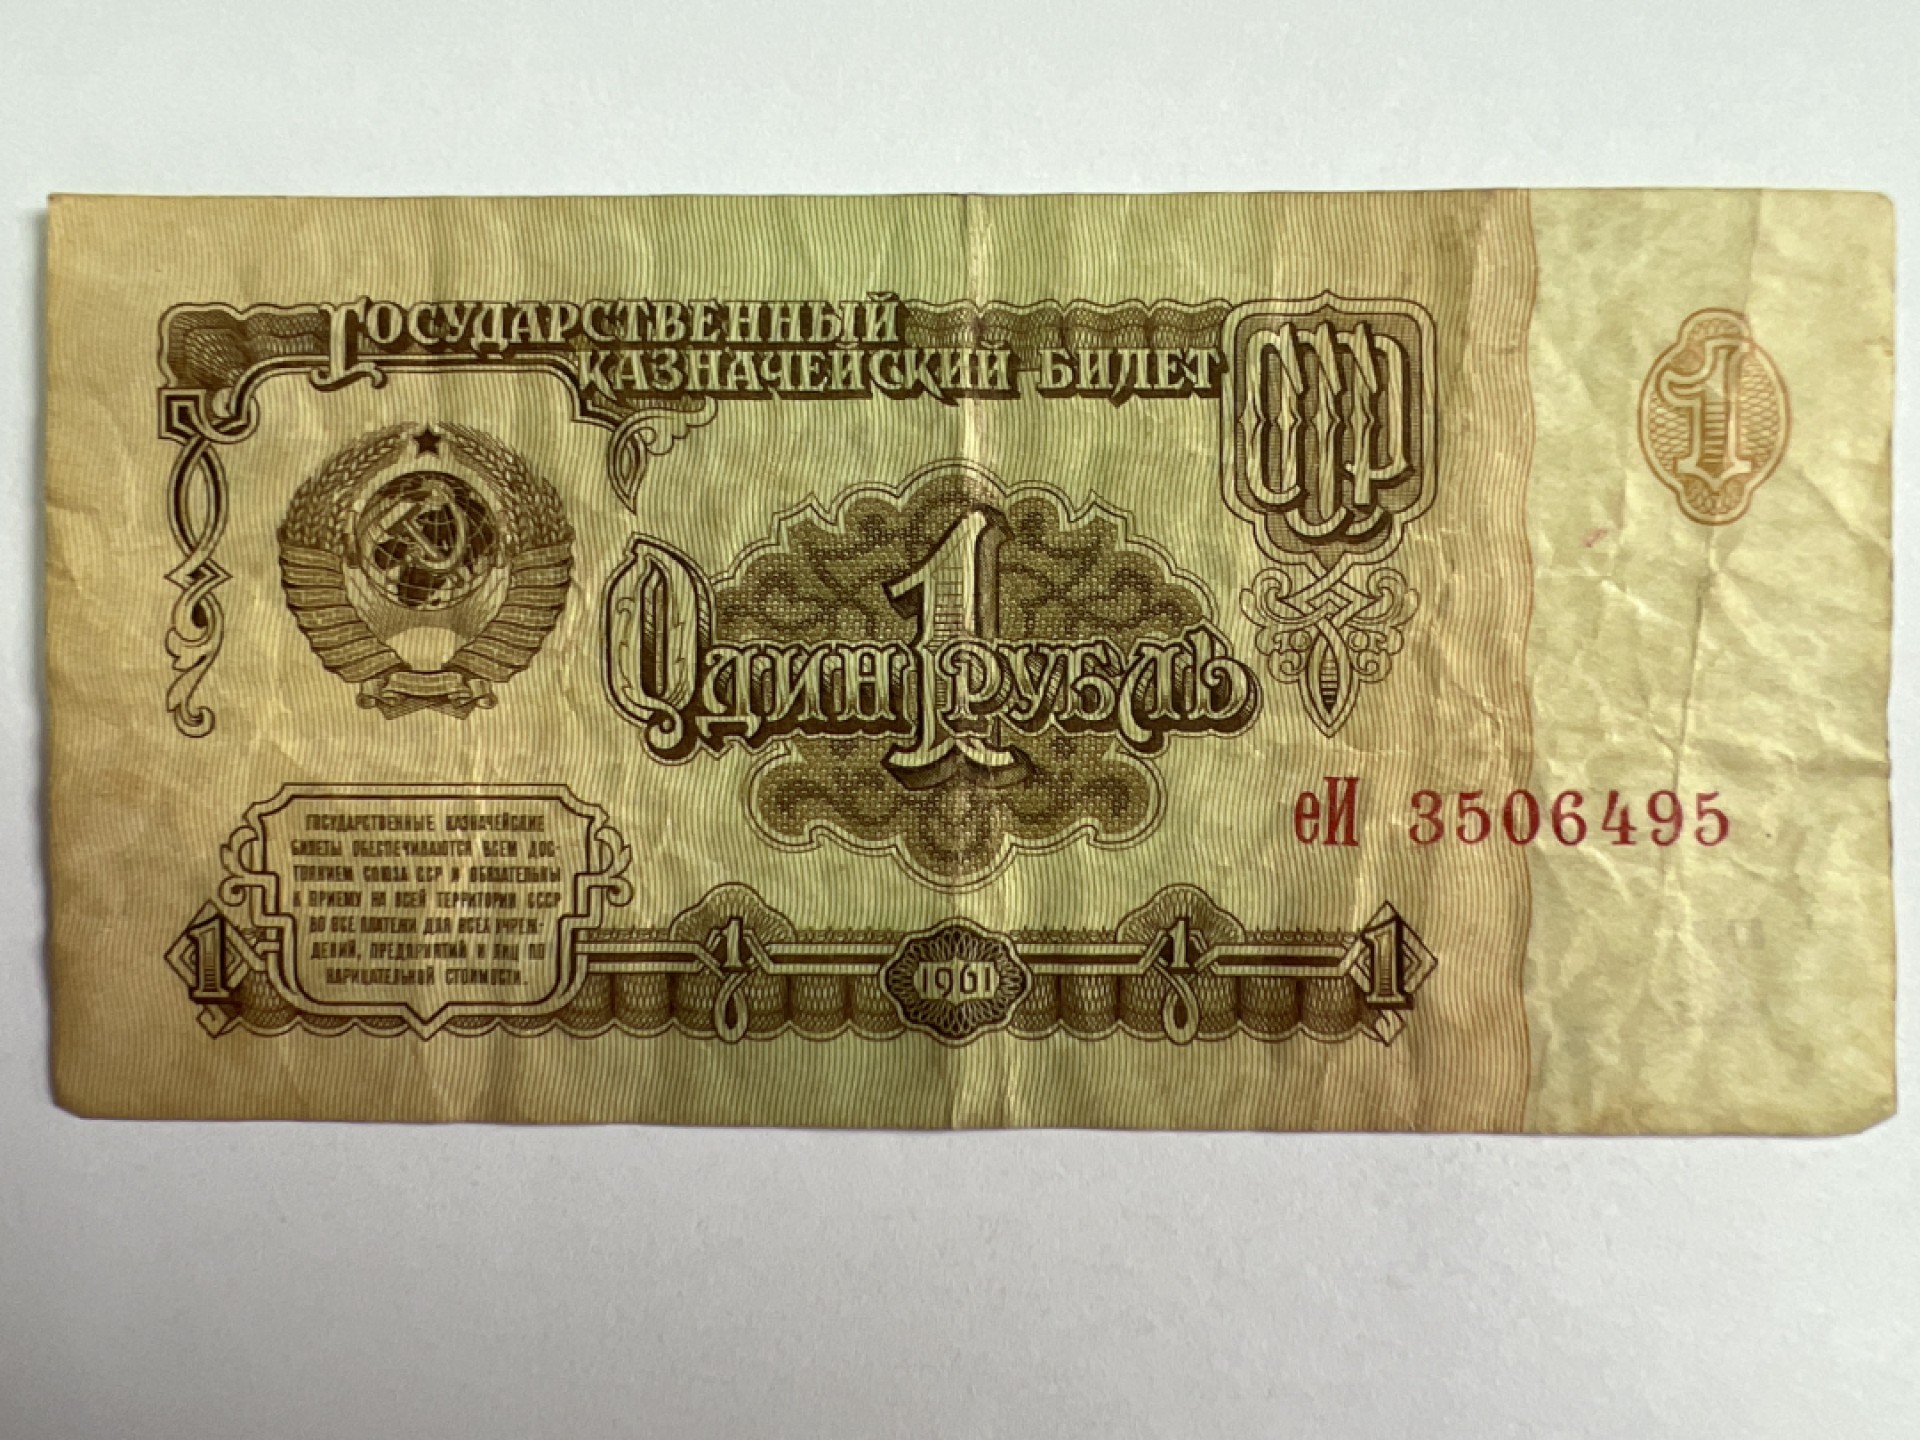 Государственный
казначейский билет
СССР
1
1
Один рубль
еИ 3506495
ГОСУДАРСТВЕННЫЕ КАЗНАЧЕЙСКИЕ
БИЛЕТЫ ОБЕСПЕЧИВАЮТСЯ ВСЕМ ДОС-
ТОЯНИЕМ СОЮЗА ССР И ОБЯЗАТЕЛЬНЫ
К ПРИЕМУ НА ВСЕЙ ТЕРРИТОРИИ СССР
ВО ВСЕ ПЛАТЕЖИ ДЛЯ ВСЕХ УЧРЕЖ-
ДЕНИЙ, ПРЕДПРИЯТИЙ И ЛИЦ ПО
НАРИЦАТЕЛЬНОЙ СТОИМОСТИ.
1 1 1961 1 1